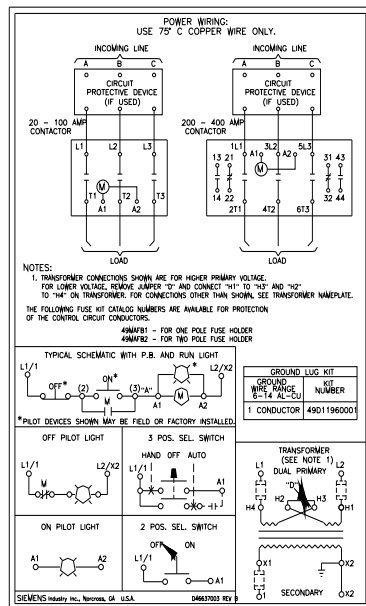 POWER WIRING:
USE 75° C COPPER WIRE ONLY.
INCOMING LINE
INCOMING LINE
A B C
A B C
CIRCUIT
PROTECTIVE DEVICE
(IF USED)
CIRCUIT
PROTECTIVE DEVICE
(IF USED)
20 - 100 AMP
CONTACTOR
200 - 400 AMP
CONTACTOR
L1 L2 L3
M
T1 T2 T3
A1 A2
1L1 A1 3L2 A2 5L3
13 21
31 43
M
14 22
32 44
2T1 4T2 6T3
LOAD
LOAD
NOTES:
1. TRANSFORMER CONNECTIONS SHOWN ARE FOR HIGHER PRIMARY VOLTAGE.
FOR LOWER VOLTAGE, REMOVE JUMPER "D" AND CONNECT "H1" TO "H3" AND "H2"
TO "H4" ON TRANSFORMER. FOR CONNECTIONS OTHER THAN SHOWN, SEE TRANSFORMER NAMEPLATE.
THE FOLLOWING FUSE KIT CATALOG NUMBERS ARE AVAILABLE FOR PROTECTION
OF THE CONTROL CIRCUIT CONDUCTORS.
49MAFB1 - FOR ONE POLE FUSE HOLDER
49MAFB2 - FOR TWO POLE FUSE HOLDER
TYPICAL SCHEMATIC WITH P.B. AND RUN LIGHT
L1/1 L2/X2
OFF* (2) ON* (3) "A" *
M A1 M A2
*PILOT DEVICES SHOWN MAY BE FIELD OR FACTORY INSTALLED.
GROUND LUG KIT
GROUND
WIRE RANGE
6-14 AL-CU
KIT
NUMBER
1 CONDUCTOR 49D11960001
OFF PILOT LIGHT
L1/1 L2/X2
M
3 POS. SEL. SWITCH
HAND OFF AUTO
L1/1 A1
TRANSFORMER
(SEE NOTE 1)
DUAL PRIMARY
L1 L2
"D"
H4 H2 H3 H1
X1 X2
L1/1 SECONDARY X2
ON PILOT LIGHT
A1 A2
2 POS. SEL. SWITCH
OFF ON
L1/1
A1
SIEMENS Industry Inc., Norcross, GA U.S.A. D46637003 REV B